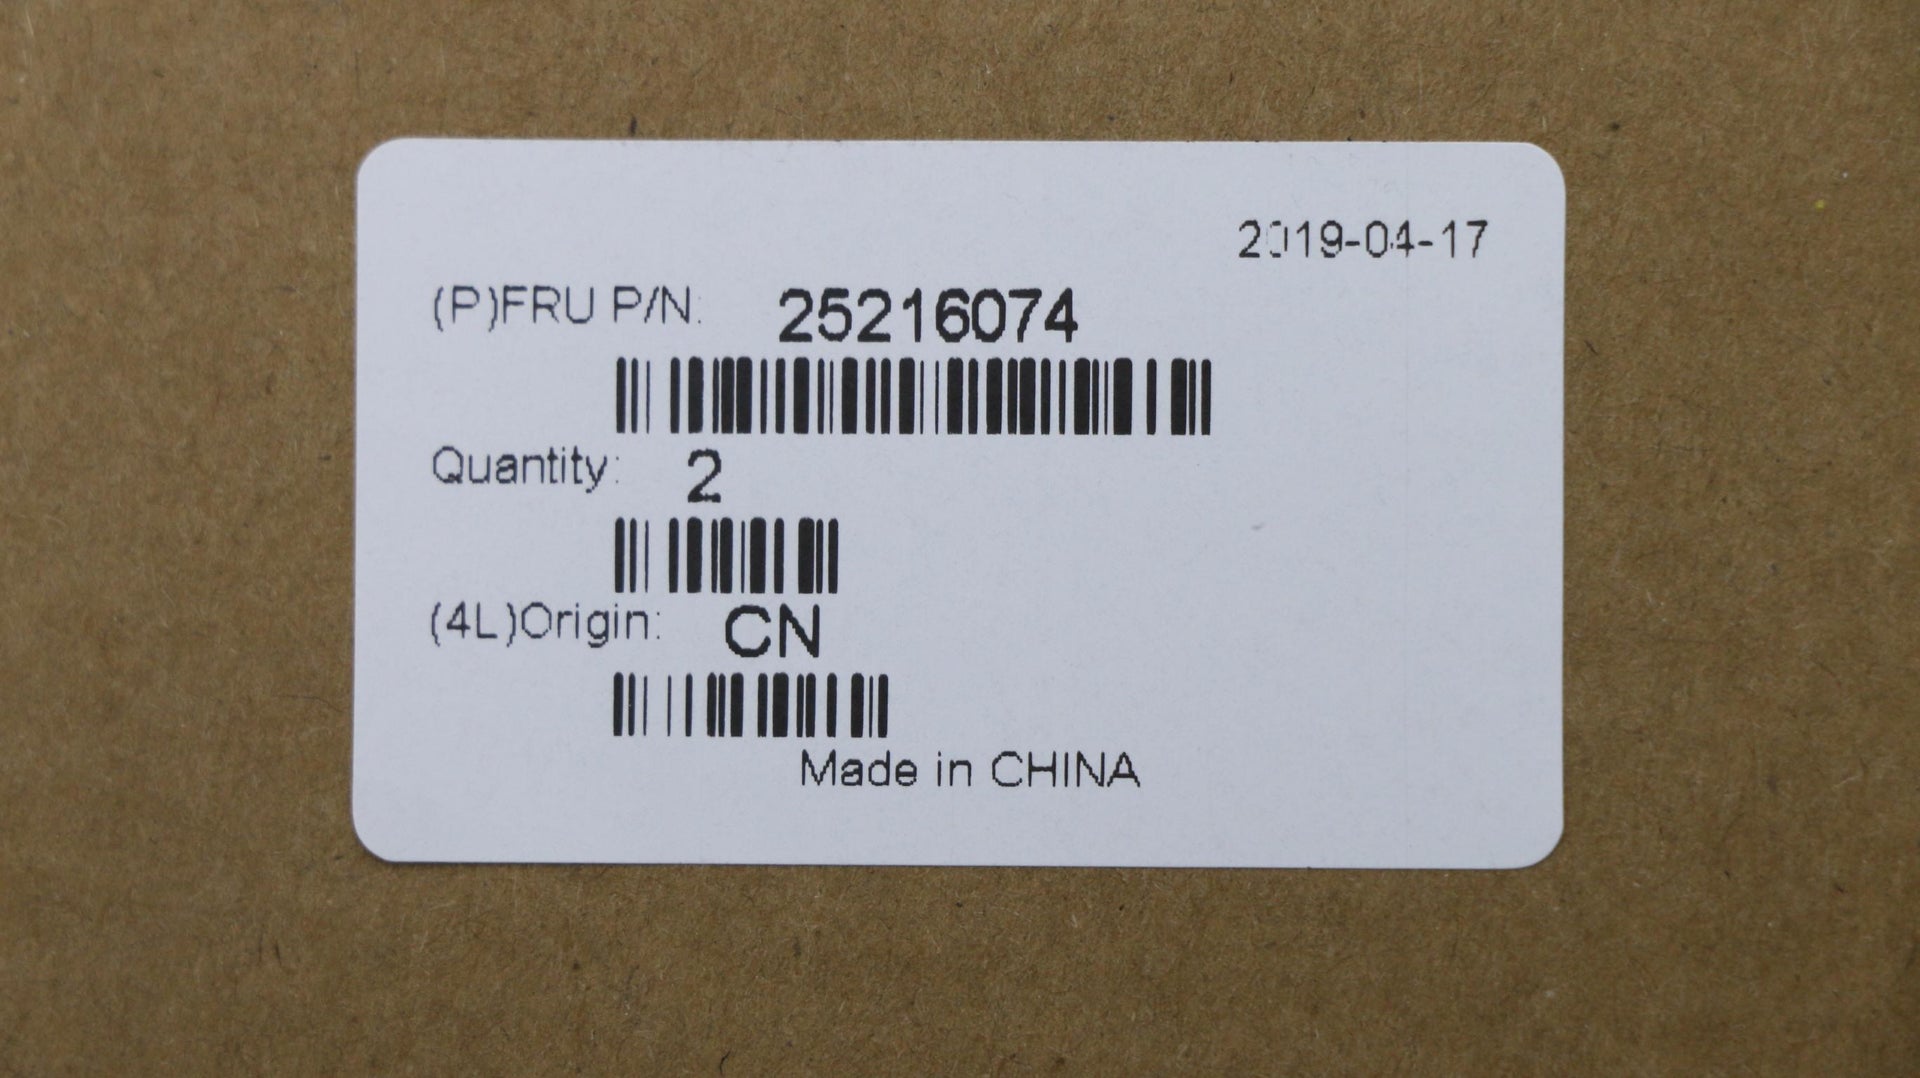 2019-04-17
(P)FRU P/N: 25216074
Quantity: 2
(4L)Origin: CN
Made in CHINA